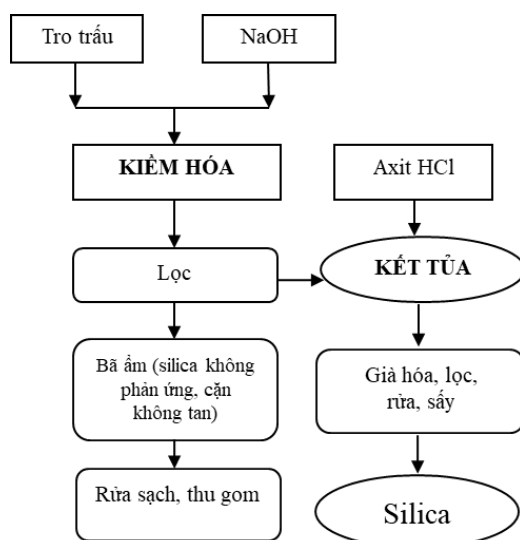 Tro trấu
NaOH
KIỀM HÓA
Axit HCl
Lọc
KẾT TỦA
Bã ẩm (silica không
phản ứng, cặn
không tan)
Già hóa, lọc,
rửa, sấy
Rửa sạch, thu gom
Silica